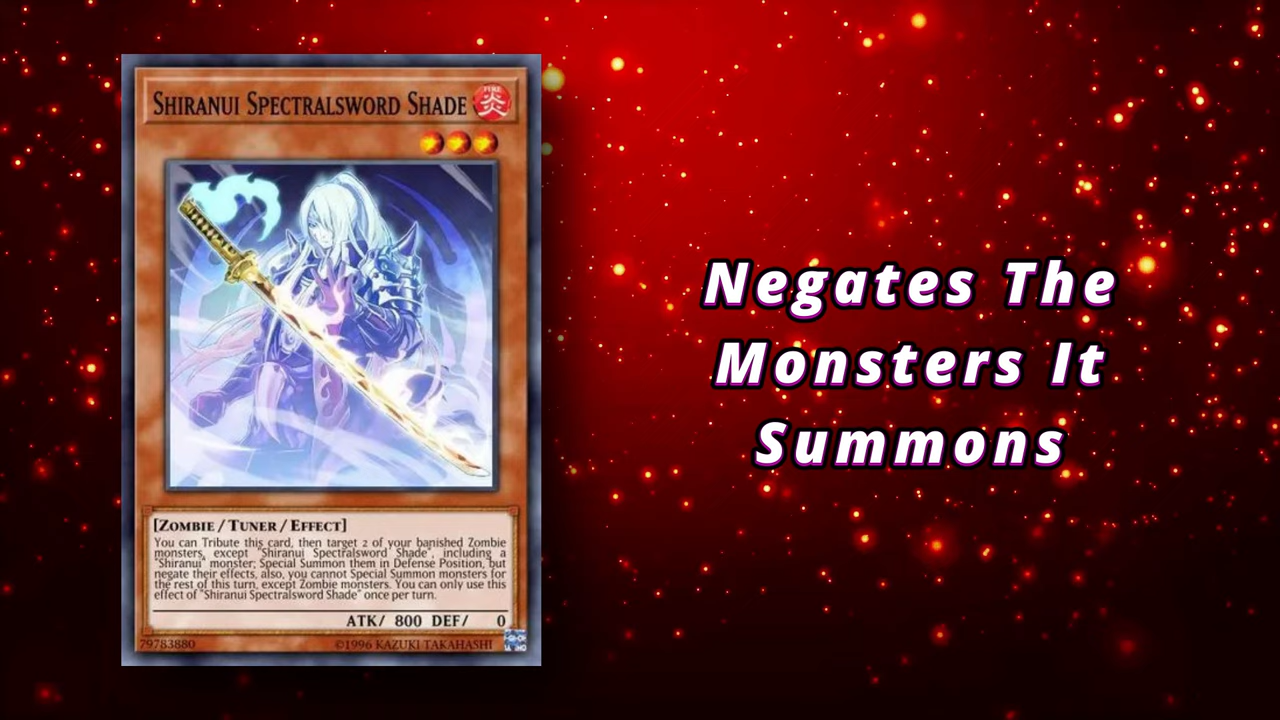 SHIRANUI SPECTRALSWORD SHADE
FIRE
炎
[ZOMBIE / TUNER / EFFECT]
You can Tribute this card, then target 2 of your banished Zombie
monsters, except "Shiranui Spectralsword Shade", including a
"Shiranui" monster; Special Summon them in Defense Position, but
negate their effects, also, you cannot Special Summon monsters for
the rest of this turn, except Zombie monsters. You can only use this
effect of "Shiranui Spectralsword Shade" once per turn.
ATK/ 800 DEF/ 0
79783880
©1996 KAZUKI TAKAHASHI
Negates The
Monsters It
Summons